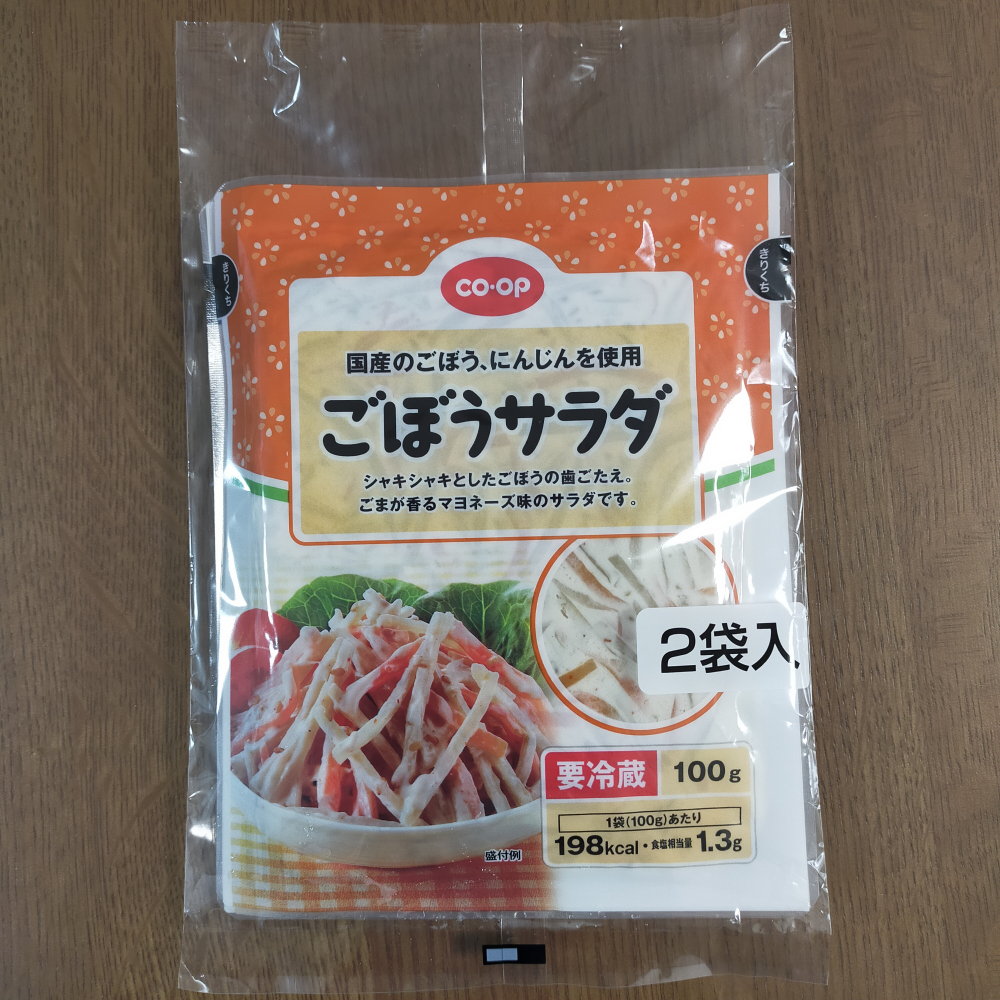 CO・OP
きりくち
きりくち
国産のごぼう、にんじんを使用
ごぼうサラダ
シャキシャキとしたごぼうの歯ごたえ。
ごまが香るマヨネーズ味のサラダです。
2袋入
要冷蔵 100g
1袋(100g)あたり
198kcal・食塩相当量 1.3g
盛付例